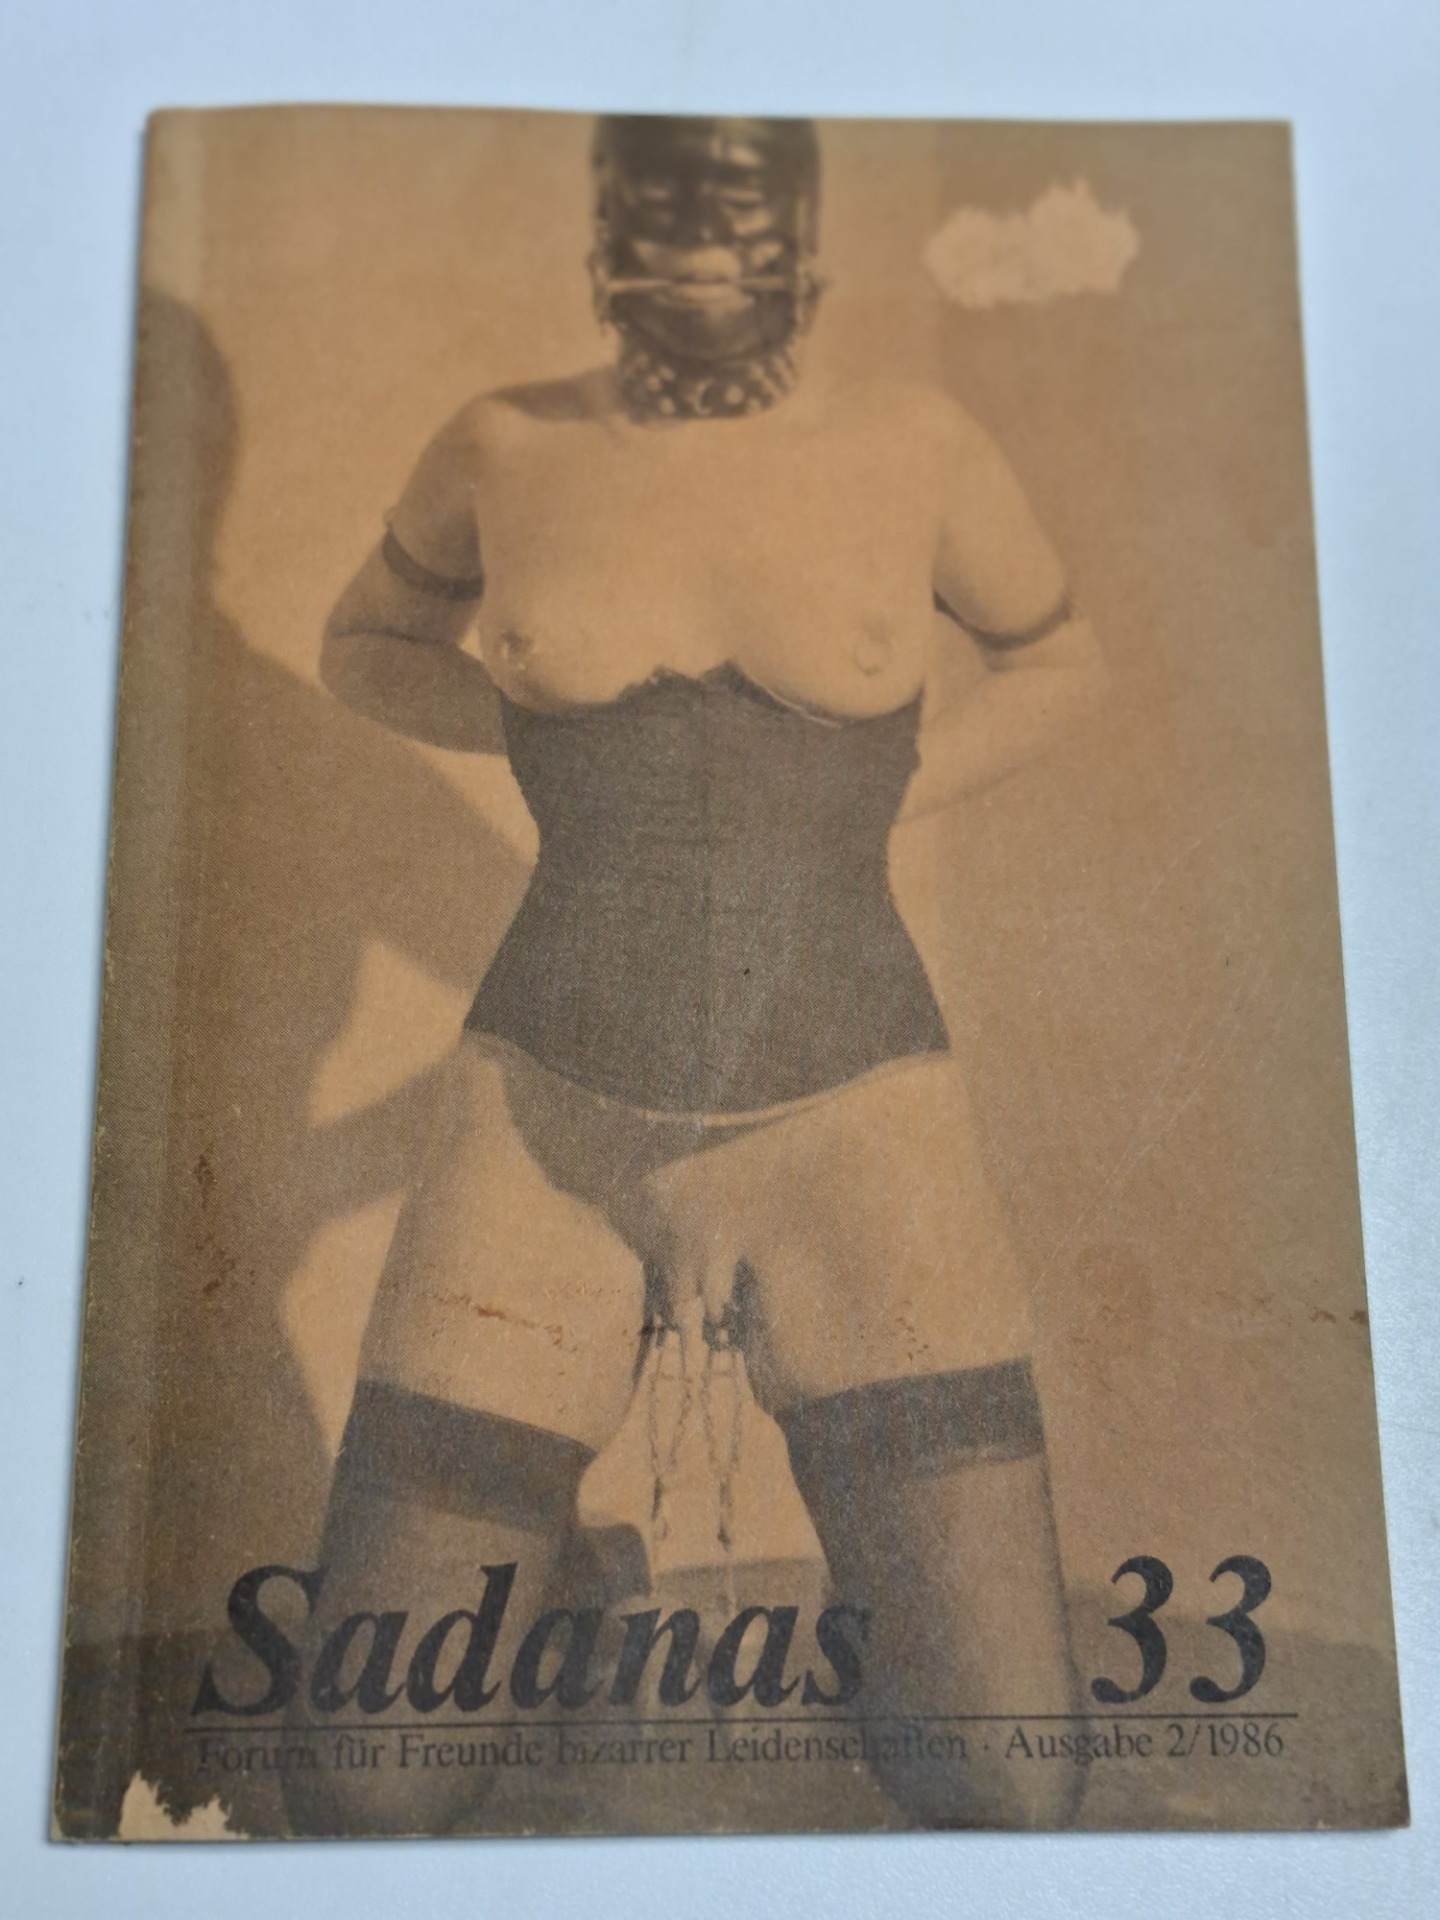 Sadanas 33
Forum für Freunde bizarrer Leidenschaften · Ausgabe 2/1986